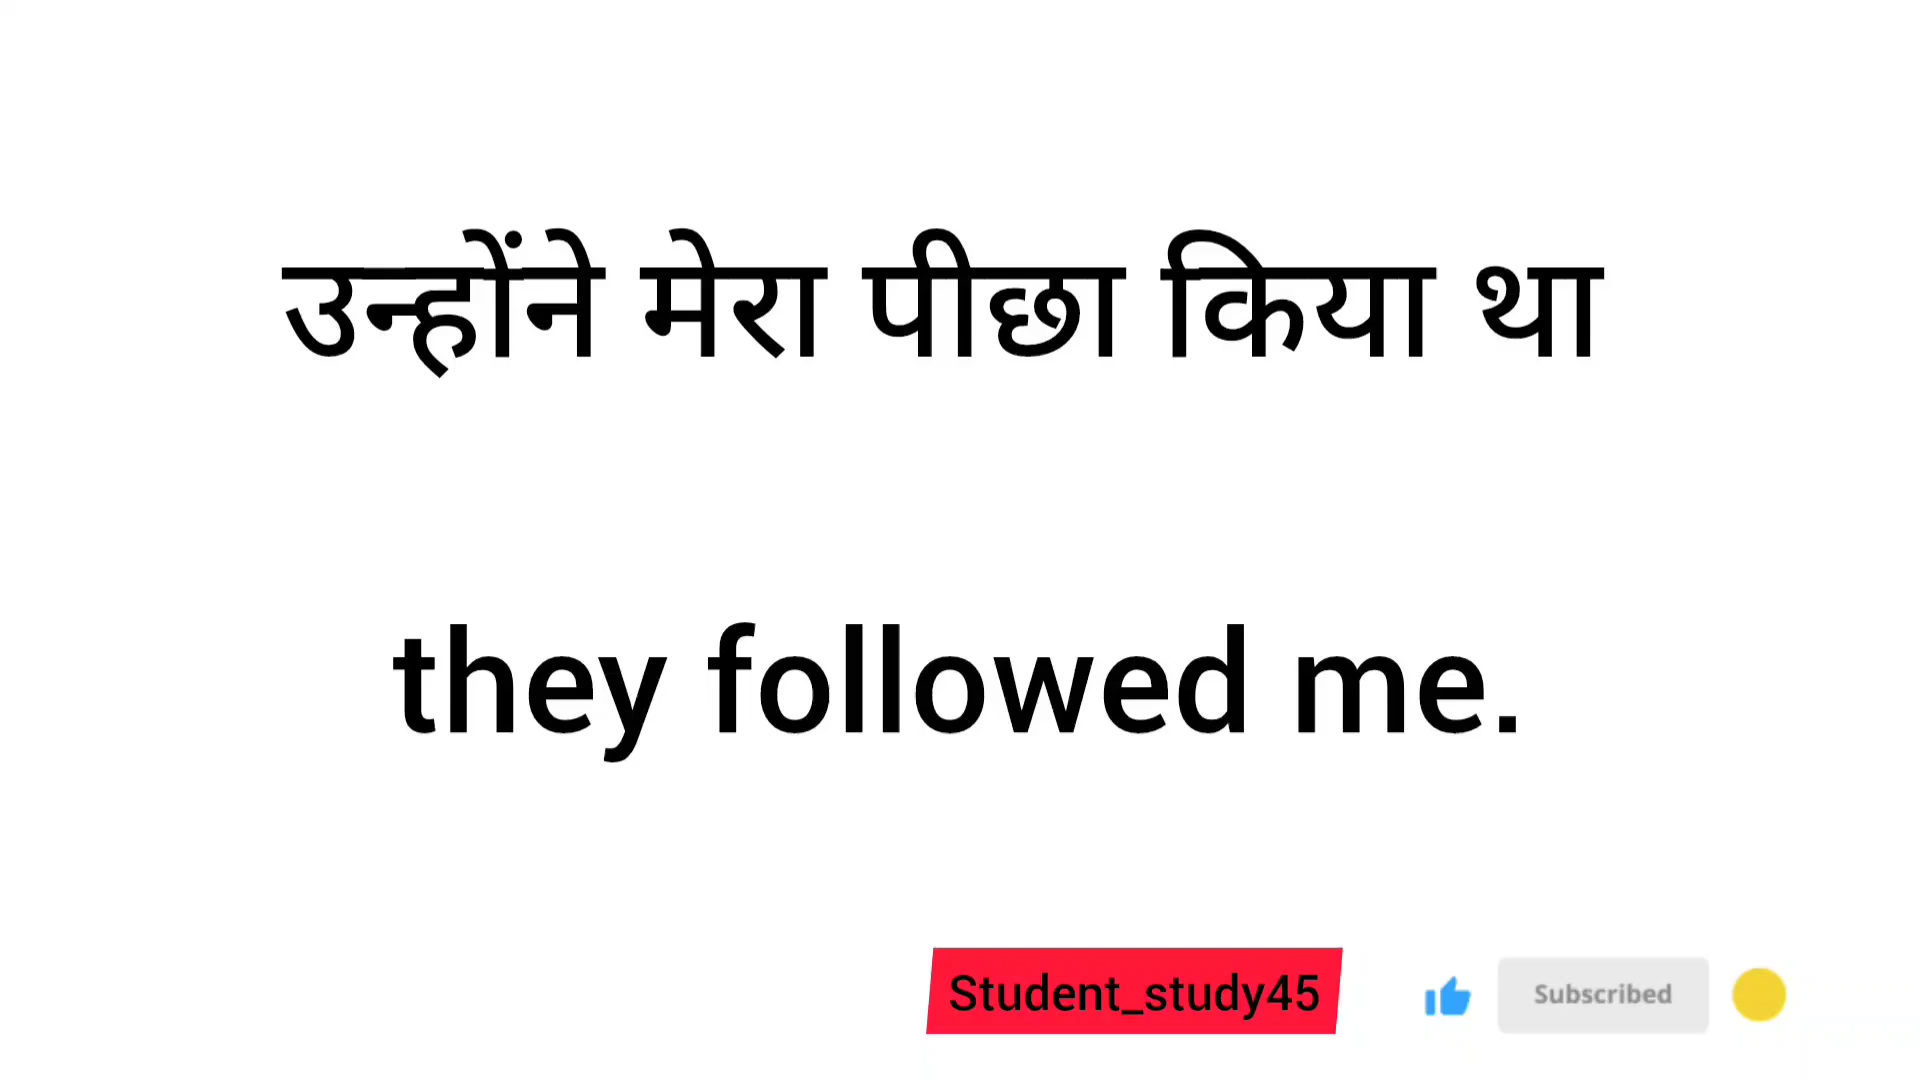 उन्होंने मेरा पीछा किया था
they followed me.
Student_study45
Subscribed